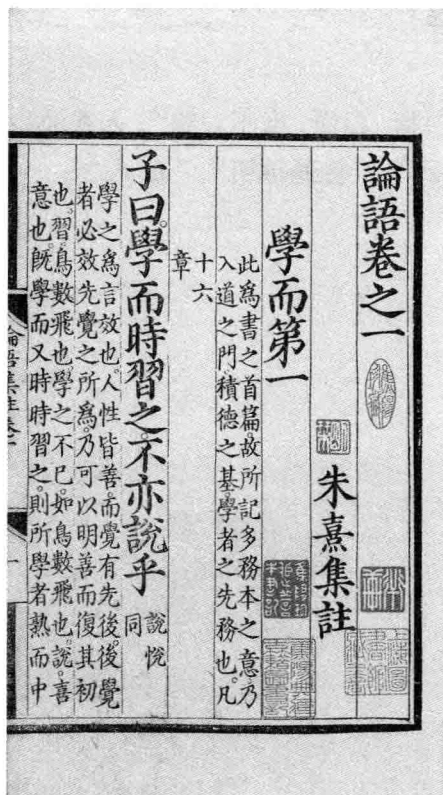 論語卷之一
朱熹集註
學而第一
此爲書之首篇。故所記多務本之意。乃
入道之門。積德之基。學者之先務也。凡
十六
章
子曰。學而時習之。不亦說乎
說悅
同
學之爲言效也。人性皆善。而覺有先後。後覺
者必效先覺之所爲。乃可以明善而復其初
也。習。鳥數飛也。學之不已。如鳥數飛也。說。喜
意也。旣學而又時時習之。則所學者熟。而中
論語集註卷一